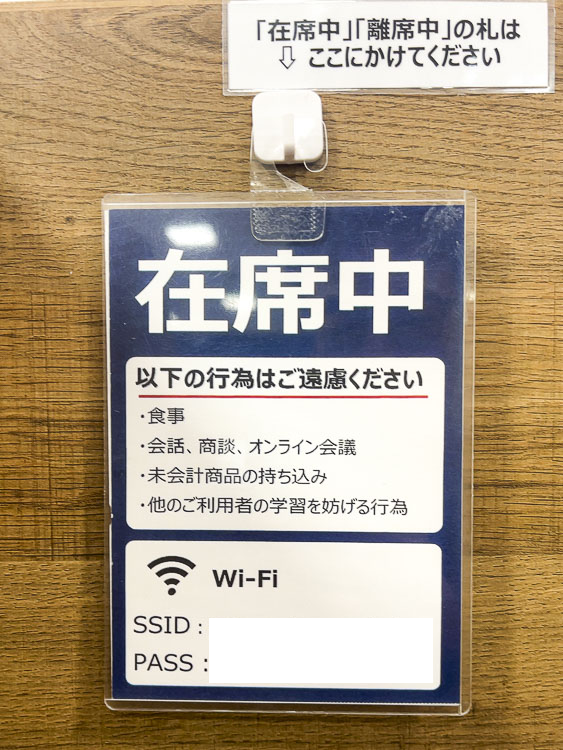 「在席中」「離席中」の札は
⇩ ここにかけてください
在席中
以下の行為はご遠慮ください
・食事
・会話、商談、オンライン会議
・未会計商品の持ち込み
・他のご利用者の学習を妨げる行為
Wi-Fi
SSID：
PASS：